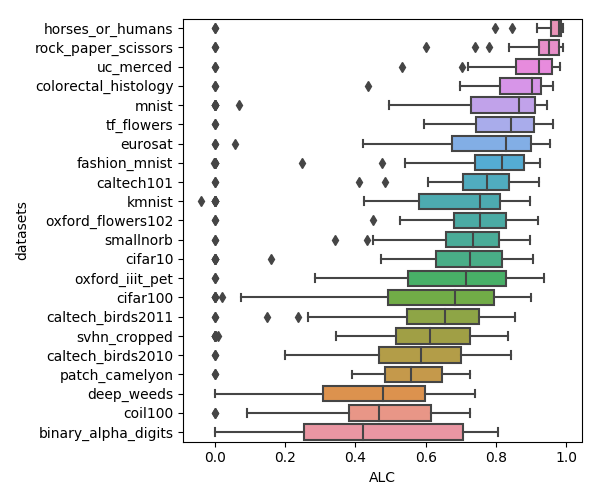 horses_or_humans
rock_paper_scissors
uc_merced
colorectal_histology
mnist
tf_flowers
eurosat
fashion_mnist
caltech101
kmnist
oxford_flowers102
smallnorb
cifar10
oxford_iiit_pet
cifar100
caltech_birds2011
svhn_cropped
caltech_birds2010
patch_camelyon
deep_weeds
coil100
binary_alpha_digits
datasets
0.0 0.2 0.4 0.6 0.8 1.0
ALC